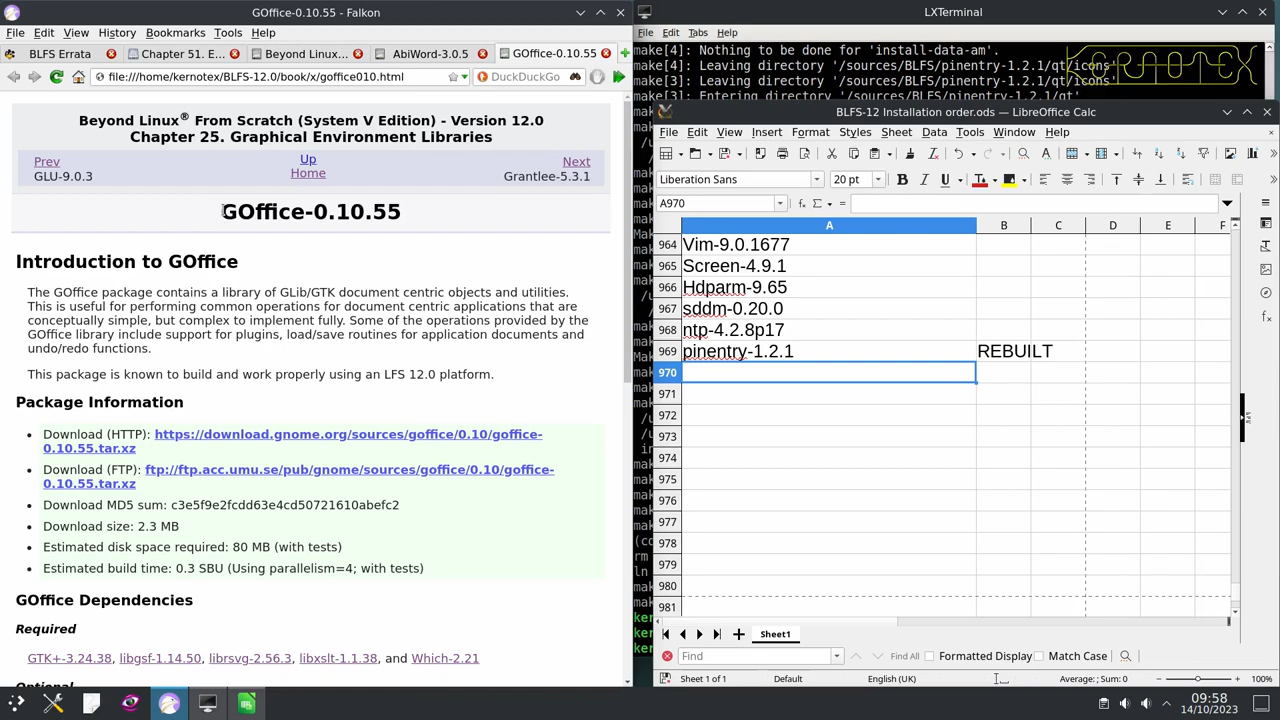 GOffice-0.10.55 - Falkon
File Edit View History Bookmarks Tools Help
BLFS Errata
Chapter 51. E...
Beyond Linux...
AbiWord-3.0.5
GOffice-0.10.55
file:///home/kernotex/BLFS-12.0/book/x/goffice010.html
DuckDuckGo
Beyond Linux® From Scratch (System V Edition) - Version 12.0
Chapter 25. Graphical Environment Libraries
Prev
GLU-9.0.3
Up
Home
Next
Grantlee-5.3.1
GOffice-0.10.55
Introduction to GOffice
The GOffice package contains a library of GLib/GTK document centric objects and utilities.
This is useful for performing common operations for document centric applications that are
conceptually simple, but complex to implement fully. Some of the operations provided by the
GOffice library include support for plugins, load/save routines for application documents and
undo/redo functions.
This package is known to build and work properly using an LFS 12.0 platform.
Package Information
Download (HTTP): https://download.gnome.org/sources/goffice/0.10/goffice-
0.10.55.tar.xz
Download (FTP): ftp://ftp.acc.umu.se/pub/gnome/sources/goffice/0.10/goffice-
0.10.55.tar.xz
Download MD5 sum: c3e5f9e2fcdd63e4cd50721610abefc2
Download size: 2.3 MB
Estimated disk space required: 80 MB (with tests)
Estimated build time: 0.3 SBU (Using parallelism=4; with tests)
GOffice Dependencies
Required
GTK+-3.24.38, libgsf-1.14.50, librsvg-2.56.3, libxslt-1.1.38, and Which-2.21
LXTerminal
File Edit Tabs Help
make[4]: Nothing to be done for 'install-data-am'.
make[4]: Leaving directory '/sources/BLFS/pinentry-1.2.1/qt/icons'
make[3]: Leaving directory '/sources/BLFS/pinentry-1.2.1/qt/icons'
make[3]: Entering directory '/sources/BLFS/pinentry-1.2.1/qt'
KERNOTEX
BLFS-12 Installation order.ods — LibreOffice Calc
File Edit View Insert Format Styles Sheet Data Tools Window Help
Liberation Sans
20 pt
A970
A B C D E F
964 Vim-9.0.1677
965 Screen-4.9.1
966 Hdparm-9.65
967 sddm-0.20.0
968 ntp-4.2.8p17
969 pinentry-1.2.1 REBUILT
970
971
972
973
974
975
976
977
978
979
980
981
Sheet1
Find
Find All
Formatted Display
Match Case
Sheet 1 of 1
Default
English (UK)
Average: ; Sum: 0
100%
09:58
14/10/2023